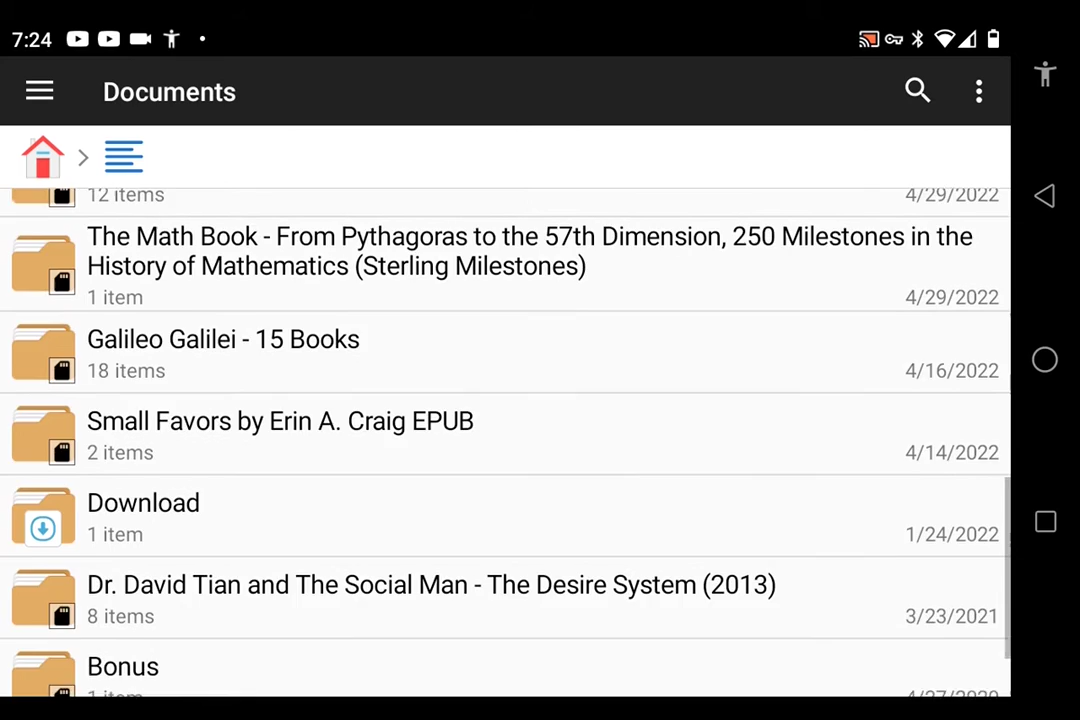 7:24
Documents
12 items
4/29/2022
The Math Book - From Pythagoras to the 57th Dimension, 250 Milestones in the
History of Mathematics (Sterling Milestones)
1 item
4/29/2022
Galileo Galilei - 15 Books
18 items
4/16/2022
Small Favors by Erin A. Craig EPUB
2 items
4/14/2022
Download
1 item
1/24/2022
Dr. David Tian and The Social Man - The Desire System (2013)
8 items
3/23/2021
Bonus
1 item